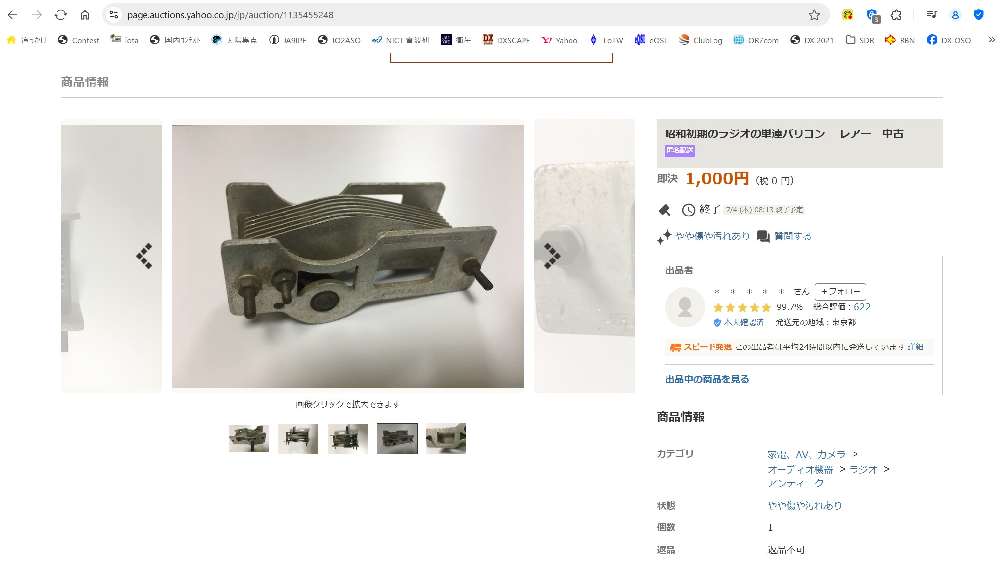 page.auctions.yahoo.co.jp/jp/auction/1135455248
3
追っかけ Contest iota 国内ｺﾝﾃｽﾄ 太陽黒点 JA9IPF JO2ASQ NICT 電波研 衛星 DXSCAPE Yahoo LoTW eQSL ClubLog QRZcom DX 2021 SDR RBN DX-QSO
商品情報
昭和初期のラジオの単連バリコン　レアー　中古
匿名配送
即決 1,000円（税 0 円）
終了 7/4 (木) 08:13 終了予定
やや傷や汚れあり 質問する
出品者
＊ ＊ ＊ ＊ ＊ さん ＋フォロー
99.7% 総合評価：622
本人確認済 発送元の地域：東京都
スピード発送 この出品者は平均24時間以内に発送しています 詳細
出品中の商品を見る
画像クリックで拡大できます
商品情報
カテゴリ 家電、AV、カメラ >
オーディオ機器 > ラジオ >
アンティーク
状態 やや傷や汚れあり
個数 1
返品 返品不可